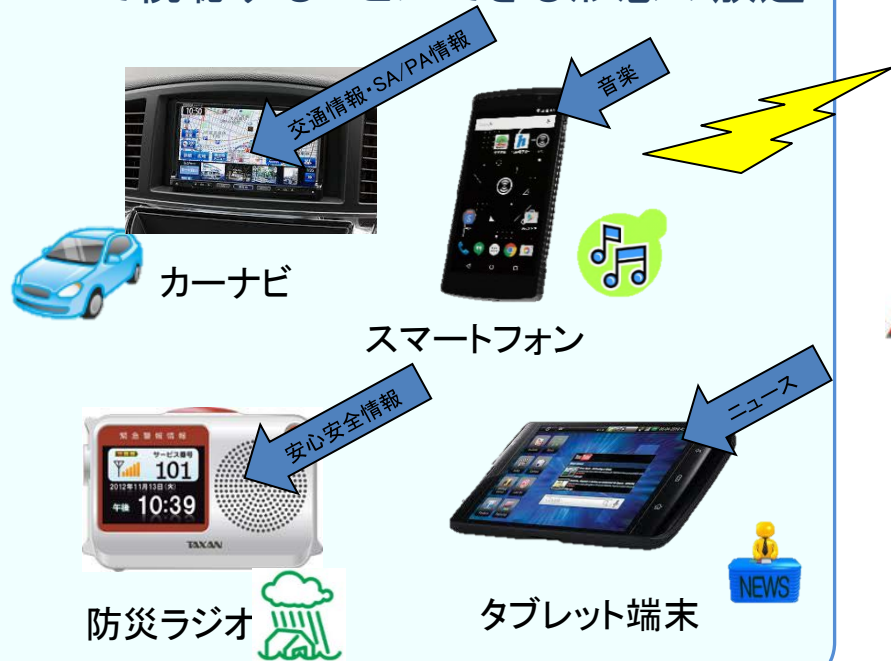 交通情報・SA/PA情報
音楽
10:50
カーナビ
スマートフォン
安心安全情報
ニュース
緊急警報情報
サービス番号
101
2012年11月13日(火)
午後 10:39
TAXAN
NEWS
防災ラジオ
タブレット端末